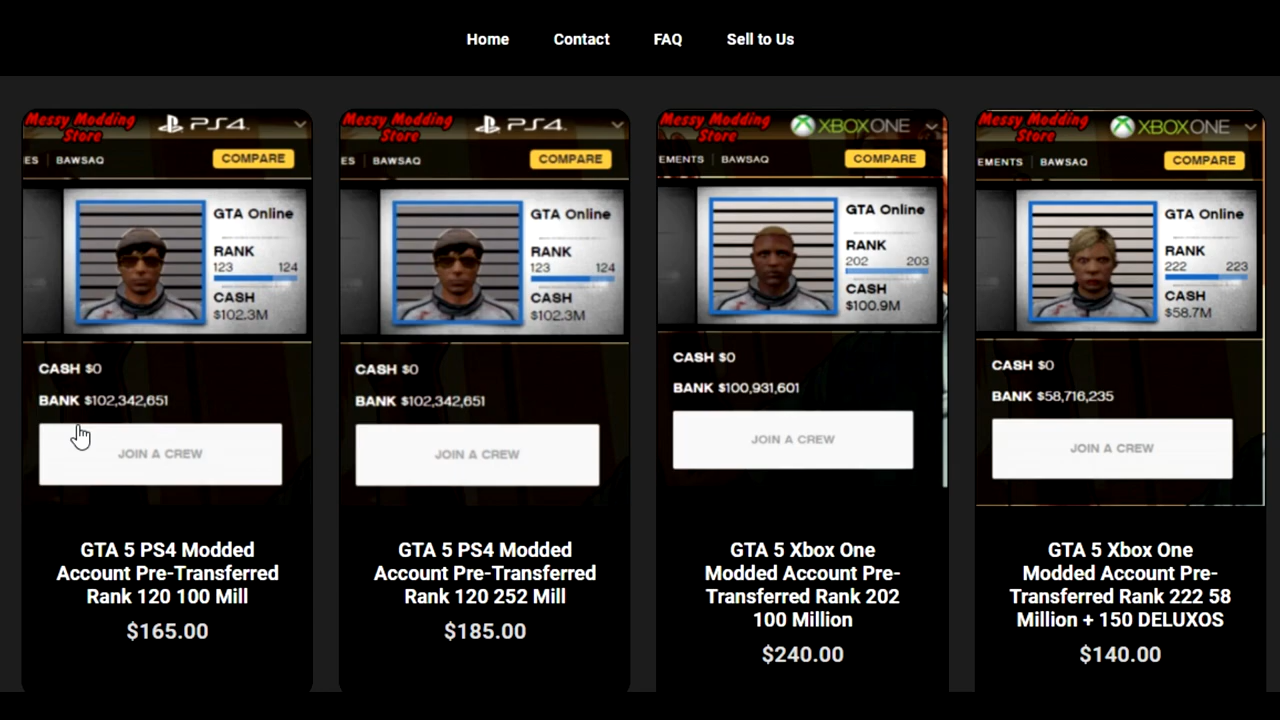 Home Contact FAQ Sell to Us
Messy Modding
Store
PS4
ES BAWSAQ COMPARE
GTA Online
RANK
123 124
CASH
$102.3M
CASH $0
BANK $102,342,651
JOIN A CREW
GTA 5 PS4 Modded
Account Pre-Transferred
Rank 120 100 Mill
$165.00
Messy Modding
Store
PS4
ES BAWSAQ COMPARE
GTA Online
RANK
123 124
CASH
$102.3M
CASH $0
BANK $102,342,651
JOIN A CREW
GTA 5 PS4 Modded
Account Pre-Transferred
Rank 120 252 Mill
$185.00
Messy Modding
Store
XBOX ONE
EMENTS BAWSAQ COMPARE
GTA Online
RANK
202 203
CASH
$100.9M
CASH $0
BANK $100,931,601
JOIN A CREW
GTA 5 Xbox One
Modded Account Pre-
Transferred Rank 202
100 Million
$240.00
Messy Modding
Store
XBOX ONE
EMENTS BAWSAQ COMPARE
GTA Online
RANK
222 223
CASH
$58.7M
CASH $0
BANK $58,716,235
JOIN A CREW
GTA 5 Xbox One
Modded Account Pre-
Transferred Rank 222 58
Million + 150 DELUXOS
$140.00